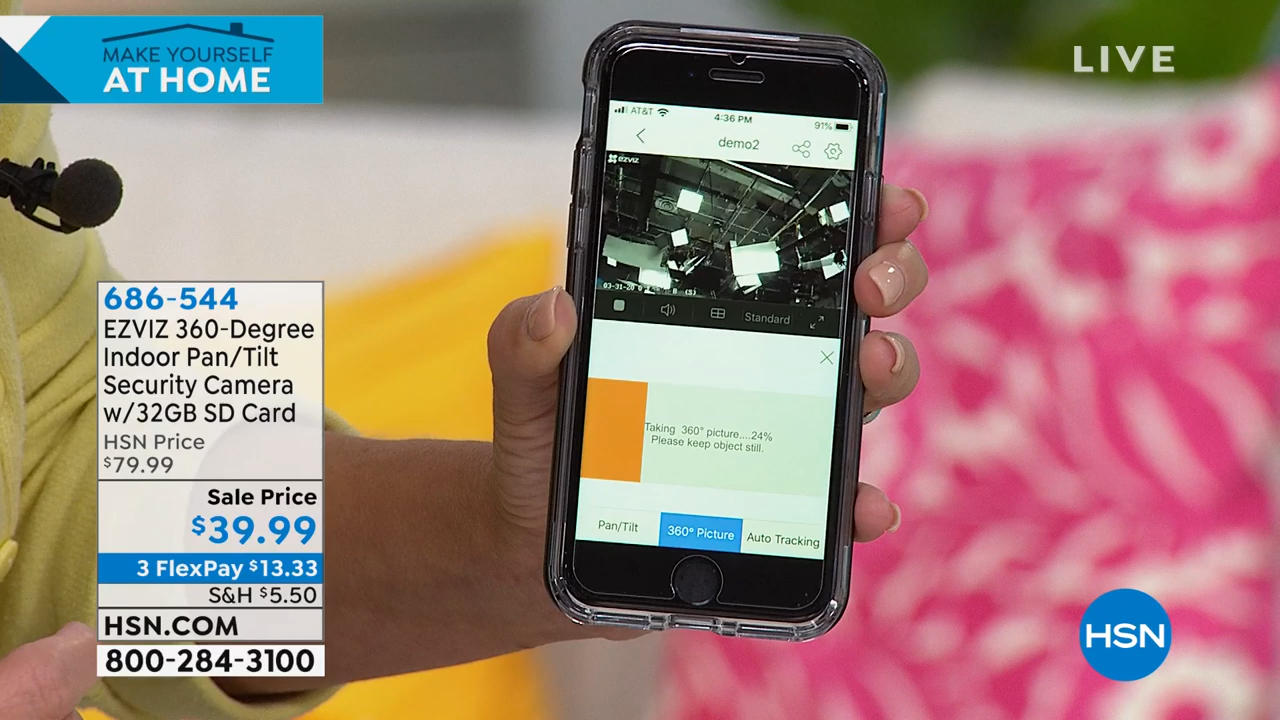 MAKE YOURSELF
AT HOME
LIVE
AT&T
4:36 PM
91%
demo2
ezviz
Standard
Taking 360° picture....24%
Please keep object still.
Pan/Tilt
360° Picture
Auto Tracking
686-544
EZVIZ 360-Degree
Indoor Pan/Tilt
Security Camera
w/32GB SD Card
HSN Price
$79.99
Sale Price
$39.99
3 FlexPay $13.33
S&H $5.50
HSN.COM
800-284-3100
HSN